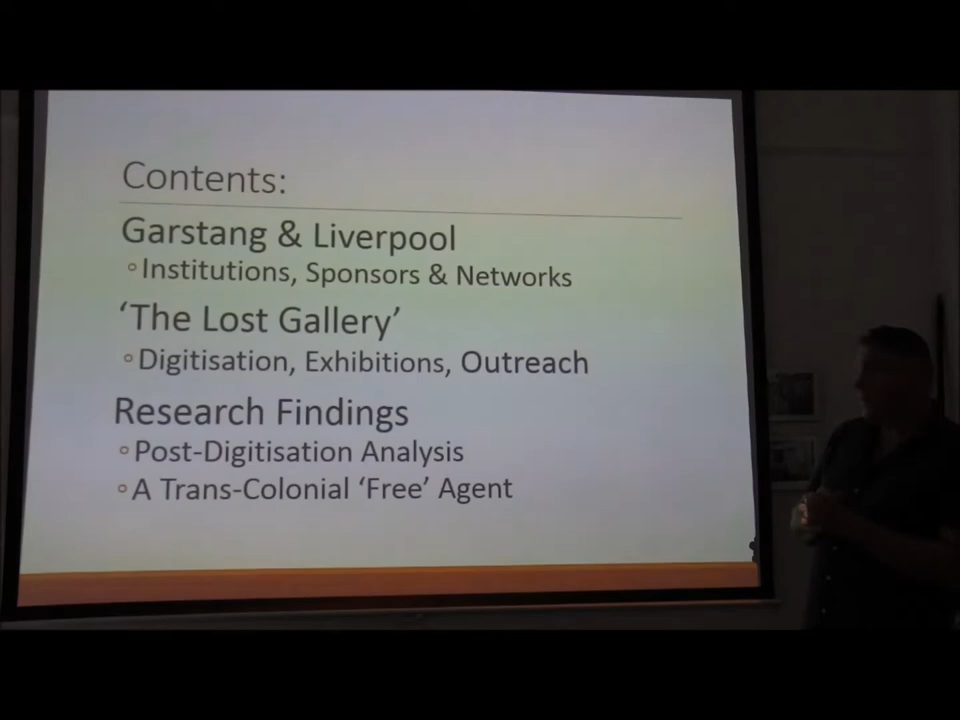 Contents:
Garstang & Liverpool
Institutions, Sponsors & Networks
‘The Lost Gallery’
Digitisation, Exhibitions, Outreach
Research Findings
Post-Digitisation Analysis
A Trans-Colonial ‘Free’ Agent